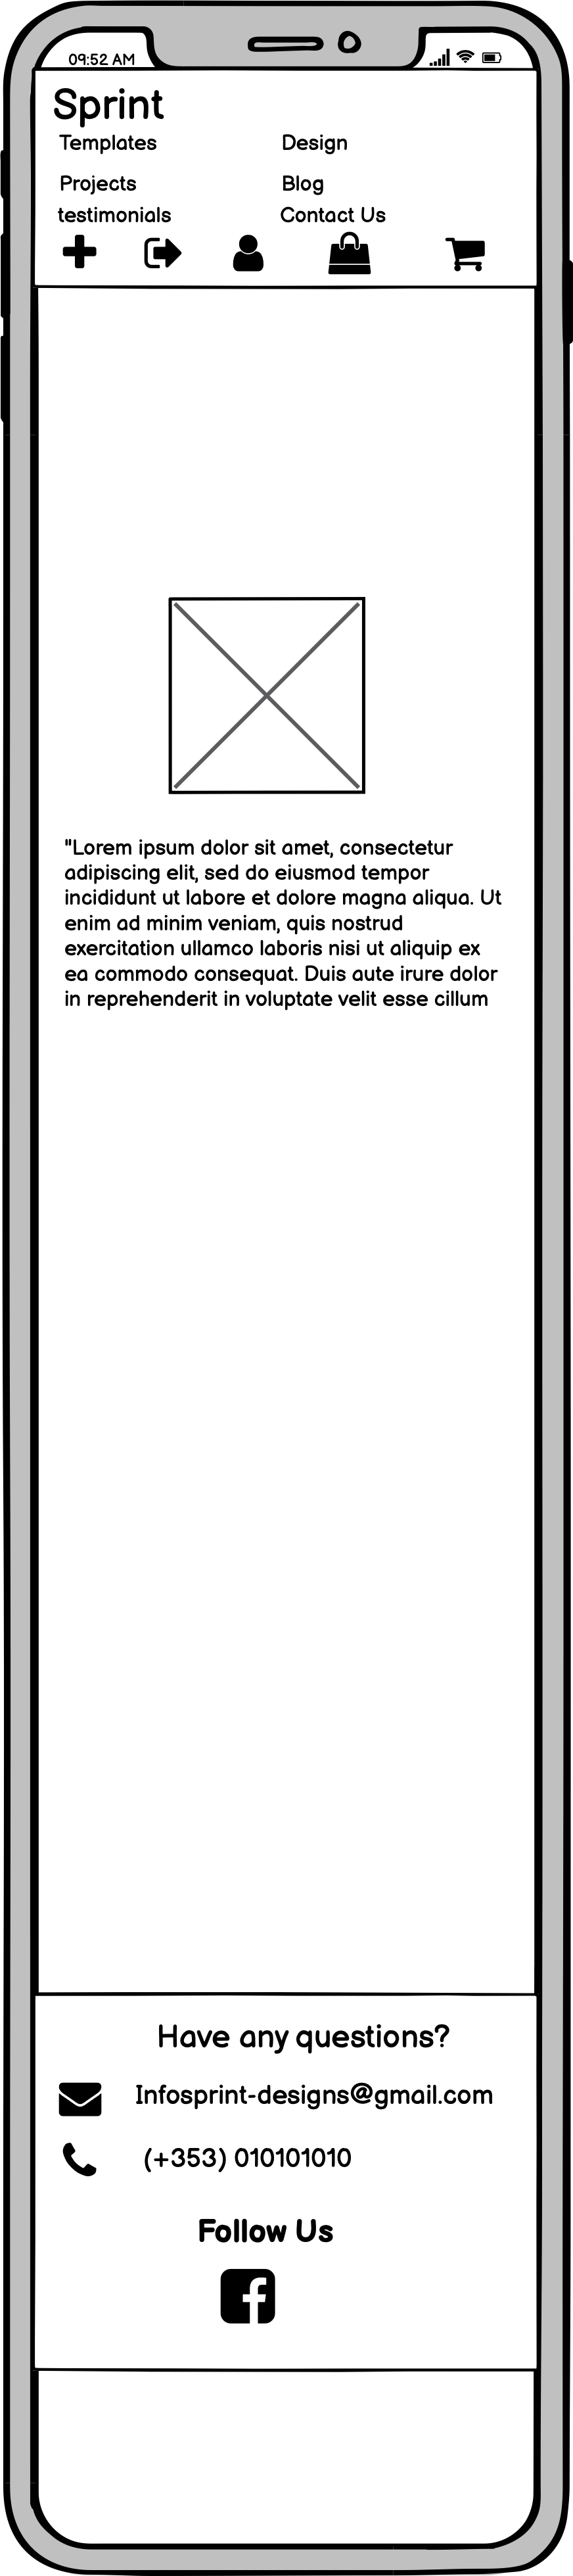 09:52 AM
Sprint
Templates Design
Projects Blog
testimonials Contact Us
"Lorem ipsum dolor sit amet, consectetur
adipiscing elit, sed do eiusmod tempor
incididunt ut labore et dolore magna aliqua. Ut
enim ad minim veniam, quis nostrud
exercitation ullamco laboris nisi ut aliquip ex
ea commodo consequat. Duis aute irure dolor
in reprehenderit in voluptate velit esse cillum
Have any questions?
Infosprint-designs@gmail.com
(+353) 010101010
Follow Us